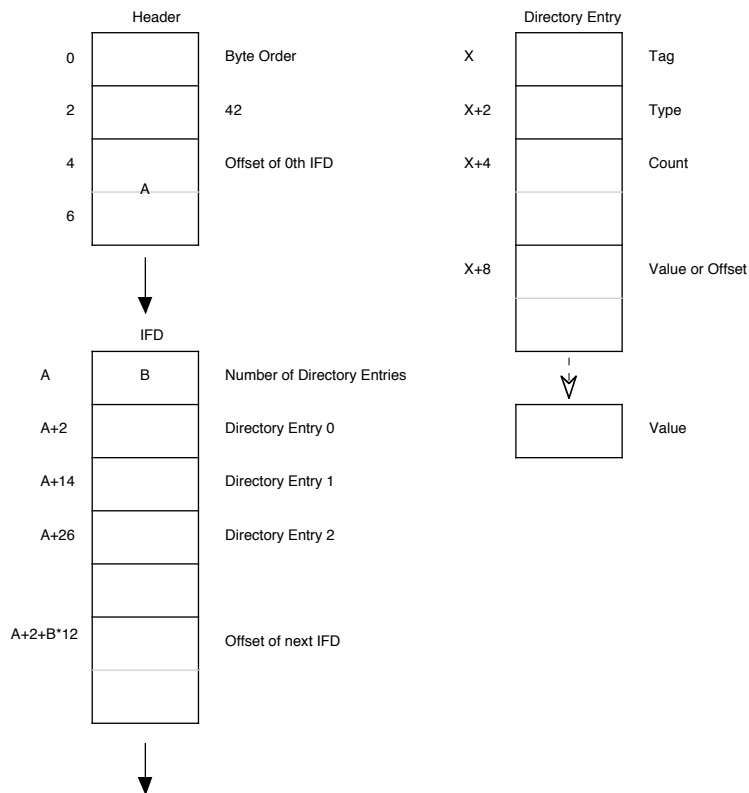 Header
0 Byte Order
2 42
4 Offset of 0th IFD
A
6
IFD
A B Number of Directory Entries
A+2 Directory Entry 0
A+14 Directory Entry 1
A+26 Directory Entry 2
A+2+B*12 Offset of next IFD
Directory Entry
X Tag
X+2 Type
X+4 Count
X+8 Value or Offset
Value